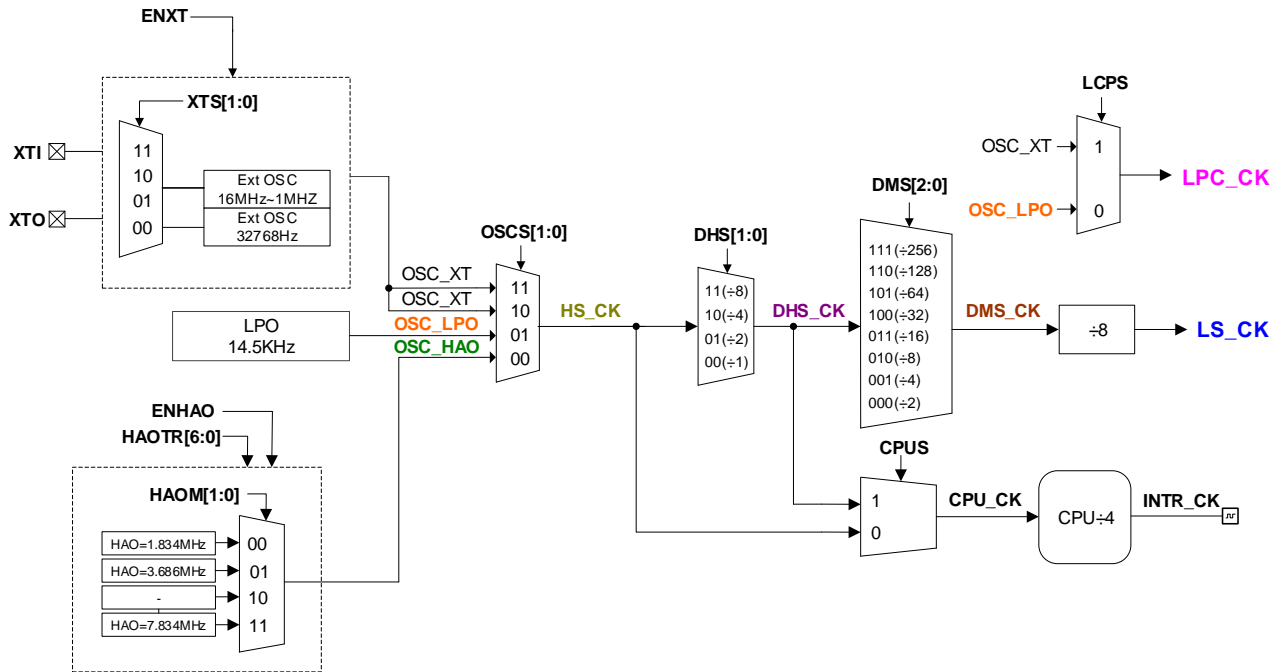 ENXT
XTS[1:0]
XTI
XTO
11
10
01
00
Ext OSC
16MHz~1MHZ
Ext OSC
32768Hz
LPO
14.5KHz
OSCS[1:0]
OSC_XT
OSC_XT
OSC_LPO
OSC_HAO
11
10
01
00
HS_CK
DHS[1:0]
11(÷8)
10(÷4)
01(÷2)
00(÷1)
DHS_CK
DMS[2:0]
111(÷256)
110(÷128)
101(÷64)
100(÷32)
011(÷16)
010(÷8)
001(÷4)
000(÷2)
DMS_CK
÷8
LS_CK
LCPS
OSC_XT
OSC_LPO
1
0
LPC_CK
ENHAO
HAOTR[6:0]
HAOM[1:0]
HAO=1.834MHz
HAO=3.686MHz
-
HAO=7.834MHz
00
01
10
11
CPUS
1
0
CPU_CK
CPU÷4
INTR_CK